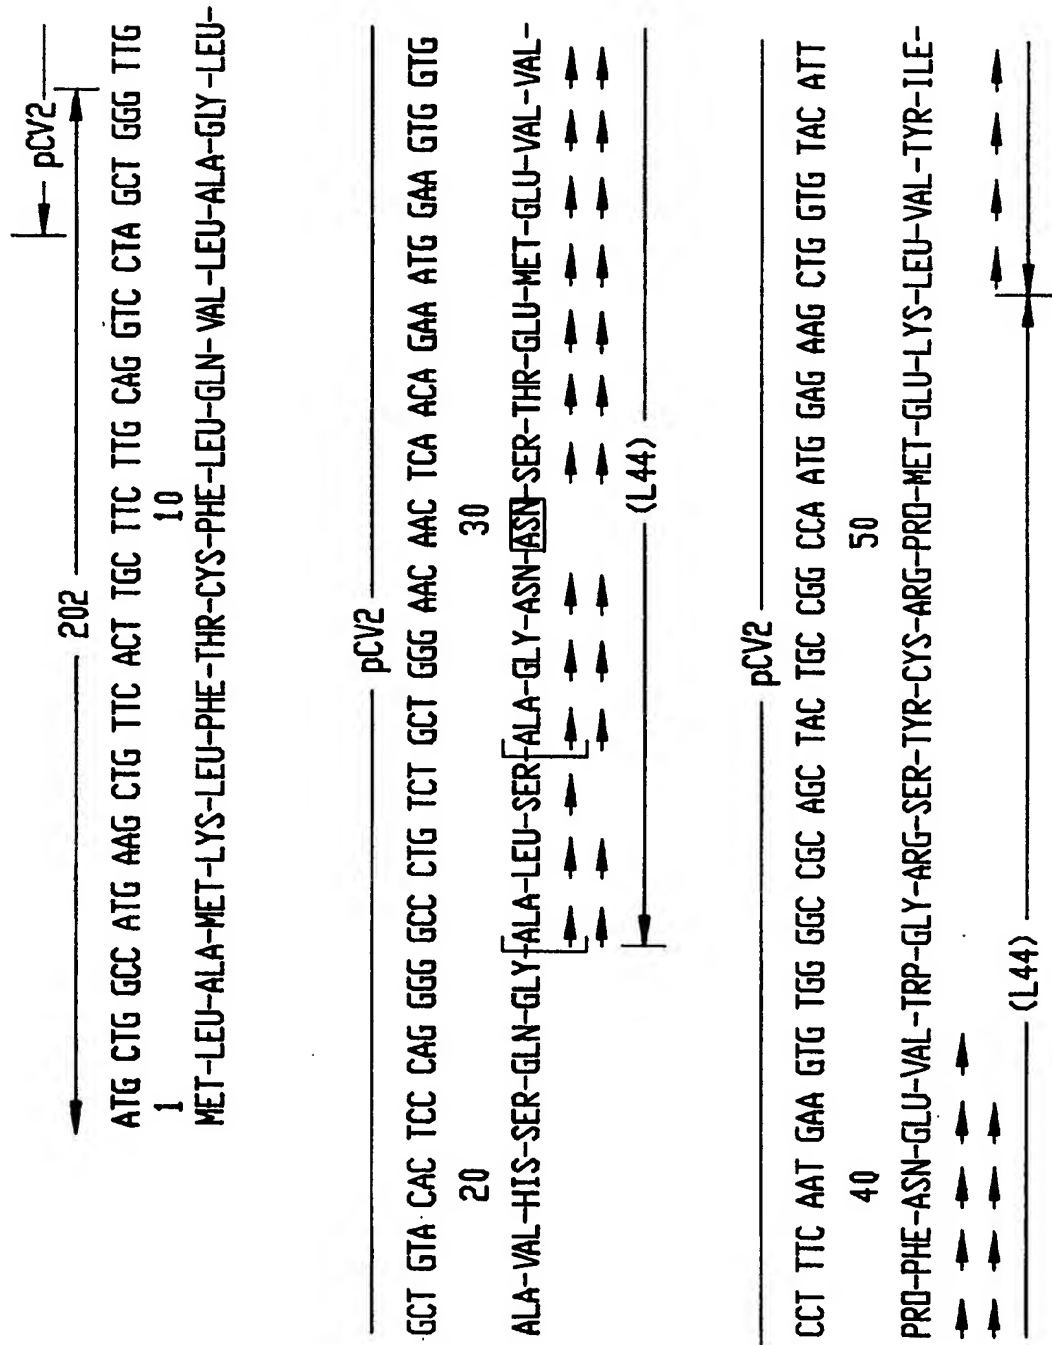 pCV2
202
ATG CTG GCC ATG AAG CTG TTC ACT TGC TTC TTG CAG GTC CTA GCT GGG TTG
1 10
MET-LEU-ALA-MET-LYS-LEU-PHE-THR-CYS-PHE-LEU-GLN-VAL-LEU-ALA-GLY-LEU-
pCV2
GCT GTA CAC TCC CAG GGG GCC CTG TCT GCT GGG AAC AAC TCA ACA GAA ATG GAA GTG GTG
20 30
ALA-VAL-HIS-SER-GLN-GLY-ALA-LEU-SER-ALA-GLY-ASN-ASN-SER-THR-GLU-MET-GLU-VAL-VAL-
(L44)
pCV2
CCT TTC AAT GAA GTG TGG GGC CGC AGC TAC TGC CGG CCA ATG GAG AAG CTG GTG TAC ATT
40 50
PRO-PHE-ASN-GLU-VAL-TRP-GLY-ARG-SER-TYR-CYS-ARG-PRO-MET-GLU-LYS-LEU-VAL-TYR-ILE-
(L44)